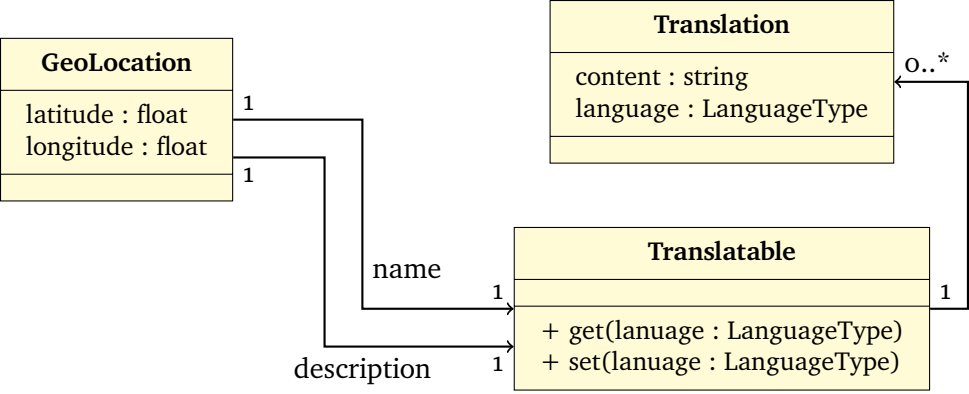 GeoLocation
latitude : float
longitude : float
1
1
Translation
content : string
language : LanguageType
0..*
name
description
1
1
Translatable
+ get(lanuage : LanguageType)
+ set(lanuage : LanguageType)
1